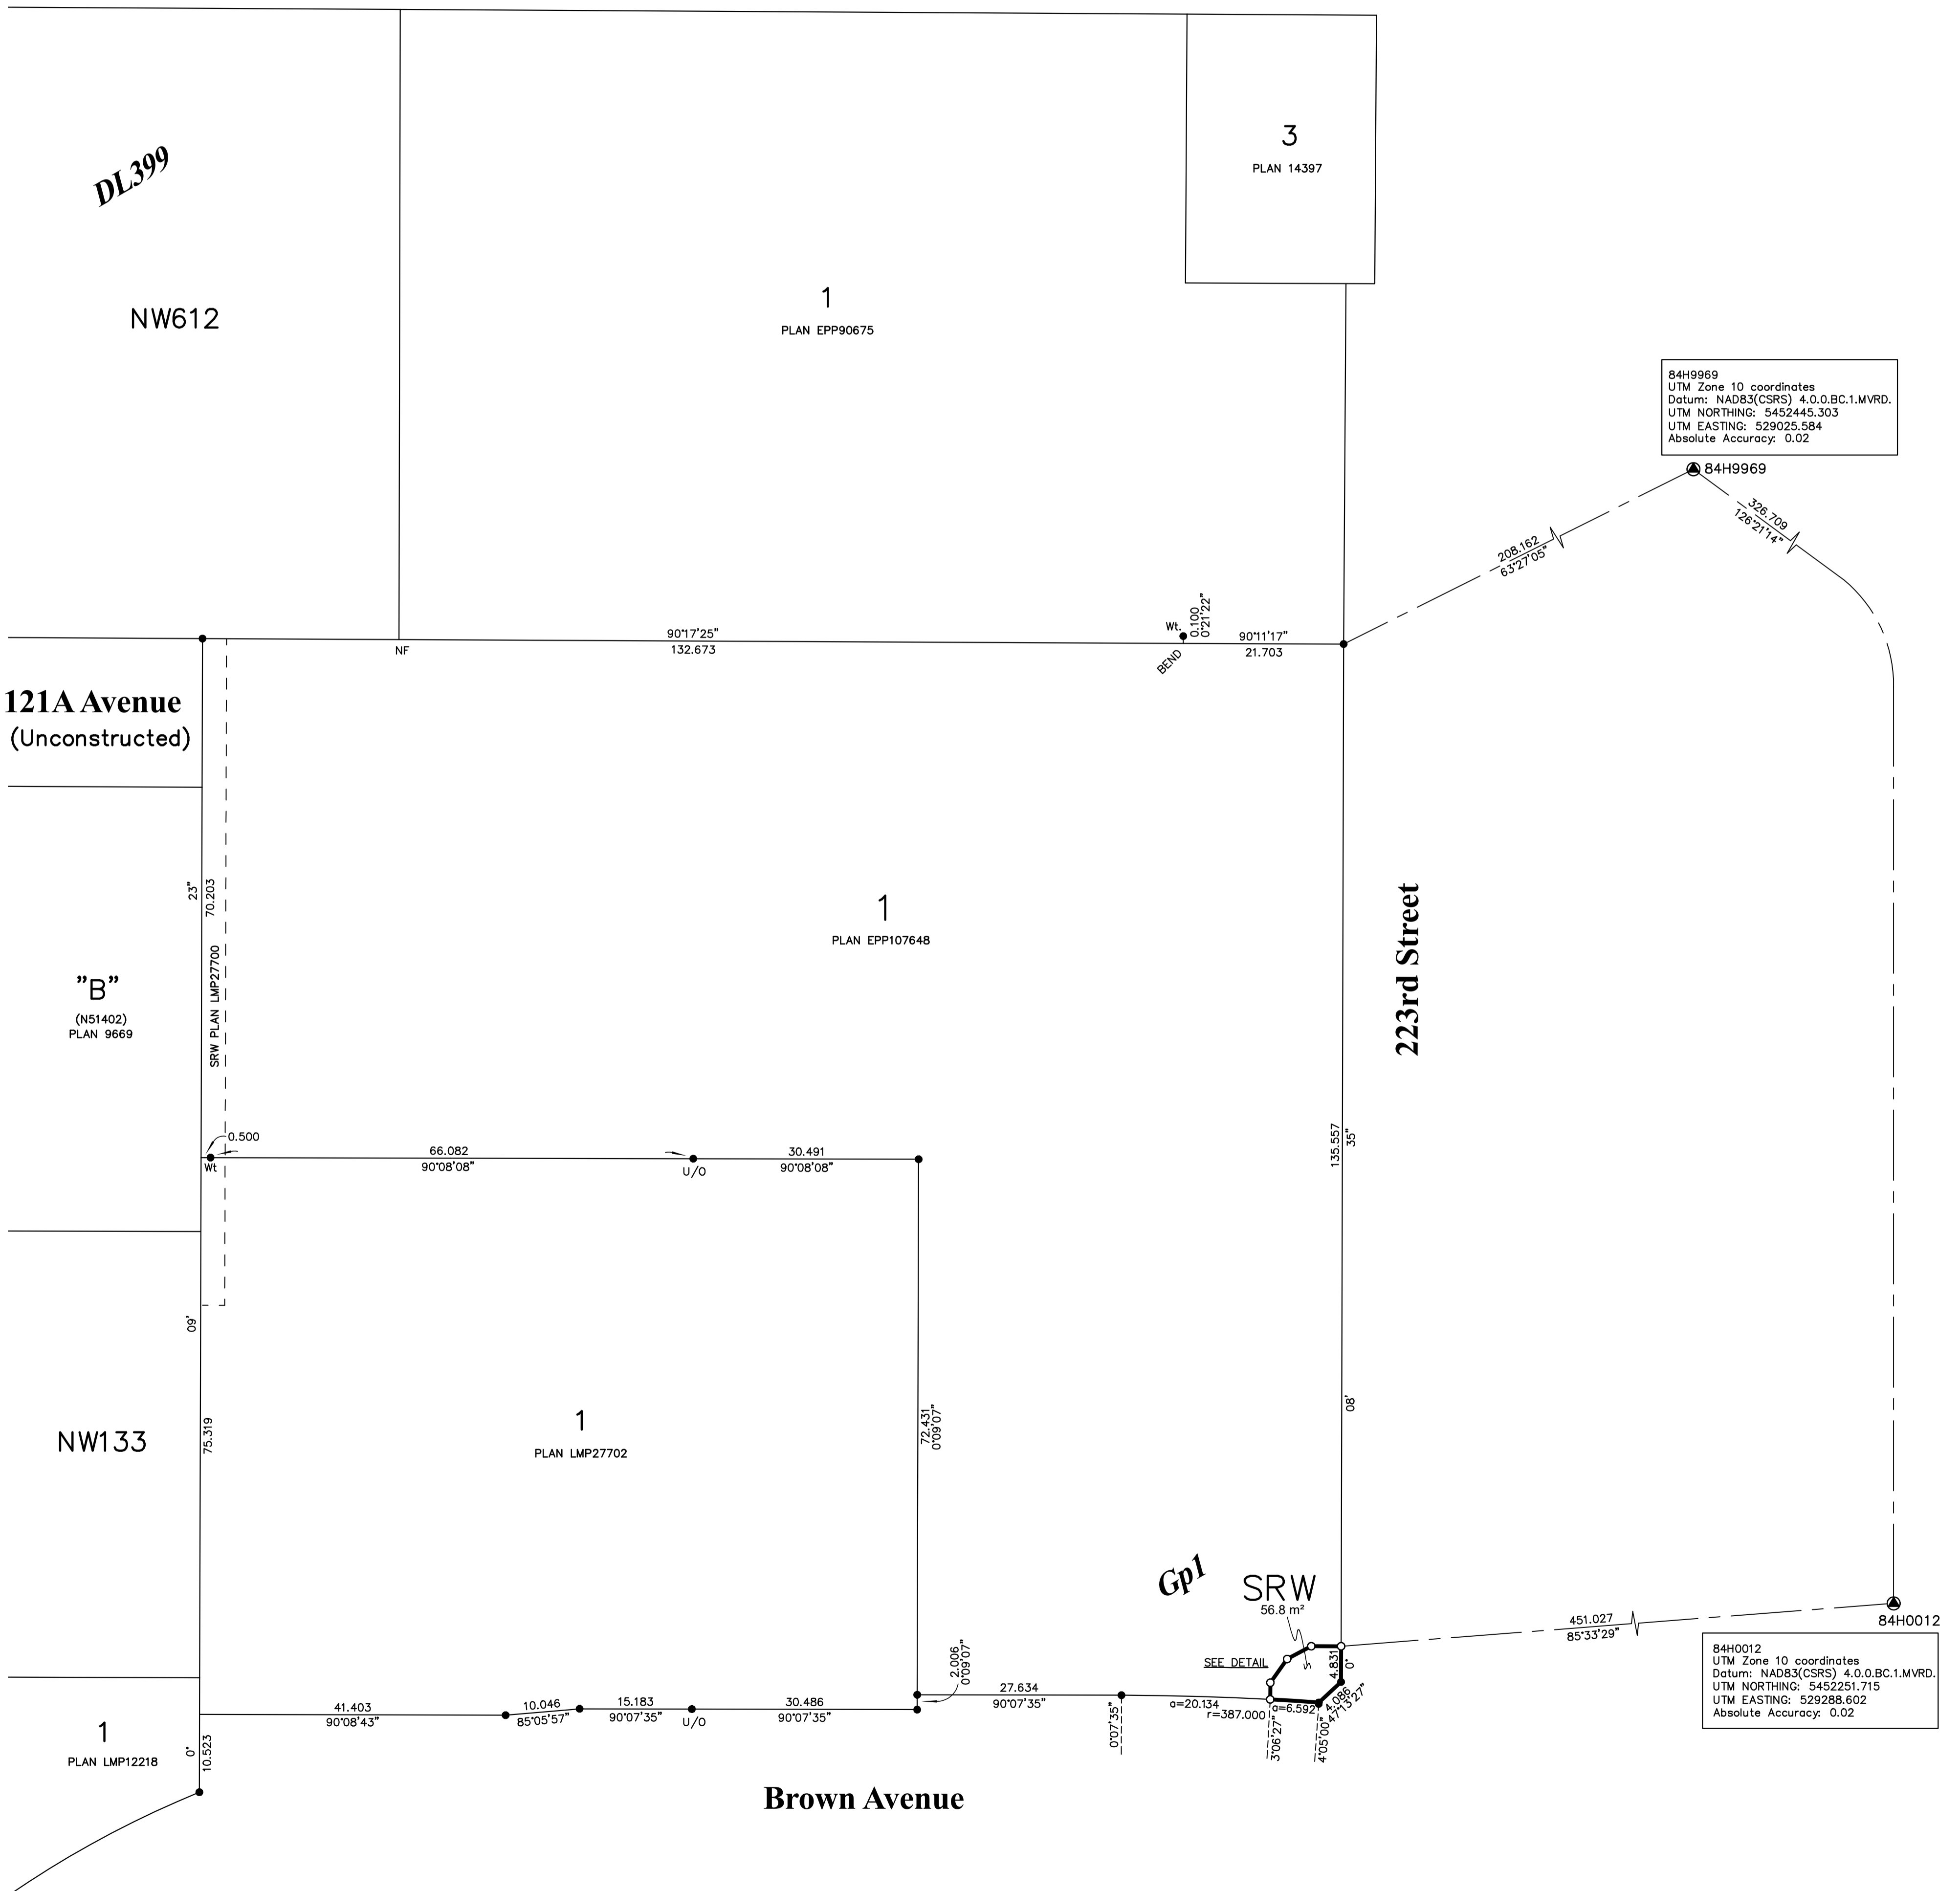 3
PLAN 14397
DL399
NW612
1
PLAN EPP90675
84H9969
UTM Zone 10 coordinates
Datum: NAD83(CSRS) 4.0.0.BC.1.MVRD.
UTM NORTHING: 5452445.303
UTM EASTING: 529025.584
Absolute Accuracy: 0.02
84H9969
326.709
126°21'14"
208.162
63°27'05"
Wt.
0.100
0°21'22"
90°17'25"
132.673
NF
BEND
90°11'17"
21.703
121A Avenue
(Unconstructed)
23"
70.203
SRW PLAN LMP27700
1
PLAN EPP107648
223rd Street
"B"
(N51402)
PLAN 9669
0.500
Wt
66.082
90°08'08"
U/O
30.491
90°08'08"
135.557
35"
09'
08'
75.319
NW133
1
PLAN LMP27702
72.431
0°09'07"
Gp1
SRW
56.8 m²
SEE DETAIL
4.831
0°
4.086
47°13'27"
451.027
85°33'29"
84H0012
84H0012
UTM Zone 10 coordinates
Datum: NAD83(CSRS) 4.0.0.BC.1.MVRD.
UTM NORTHING: 5452251.715
UTM EASTING: 529288.602
Absolute Accuracy: 0.02
2.006
0°09'07"
27.634
90°07'35"
0°07'35"
a=20.134
r=387.000
a=6.592
3°06'27"
4°05'00"
41.403
90°08'43"
10.046
85°05'57"
15.183
90°07'35"
U/O
30.486
90°07'35"
1
PLAN LMP12218
0°
10.523
Brown Avenue